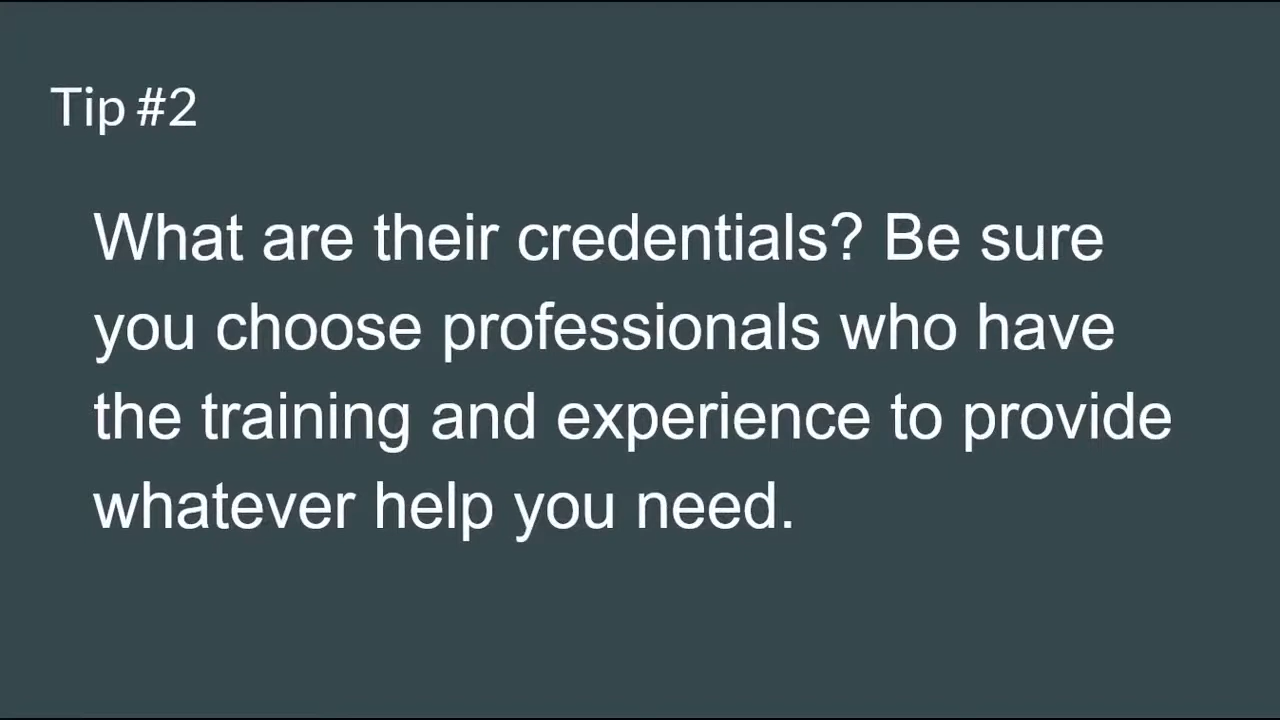 Tip #2
What are their credentials? Be sure
you choose professionals who have
the training and experience to provide
whatever help you need.